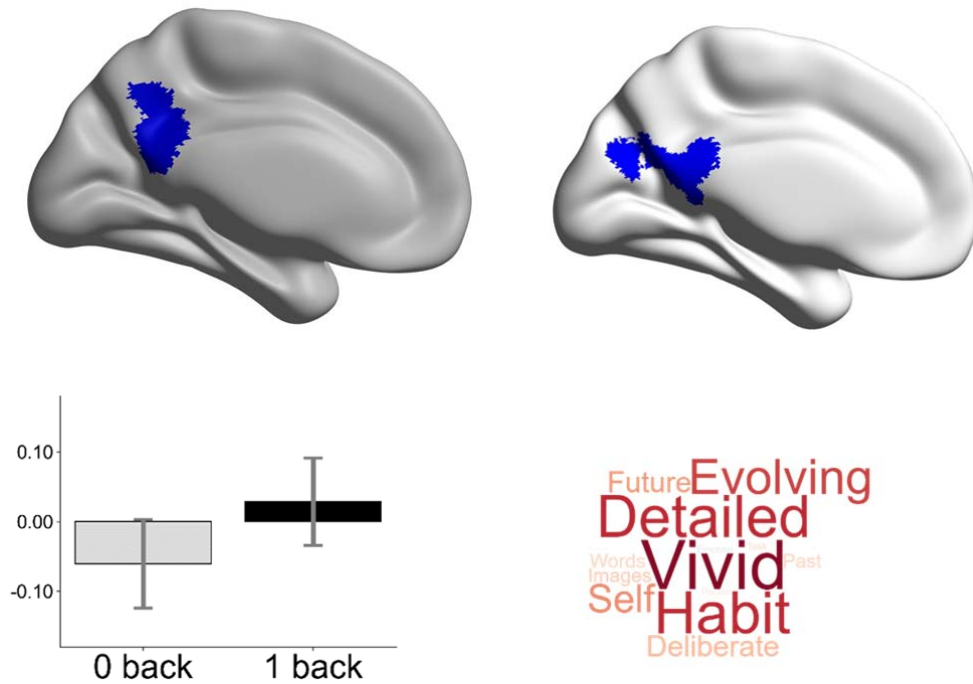 0.10
0.00
-0.10
0 back 1 back
Future Evolving
Detailed
Vivid
Words Past
Images
Self Habit
Deliberate